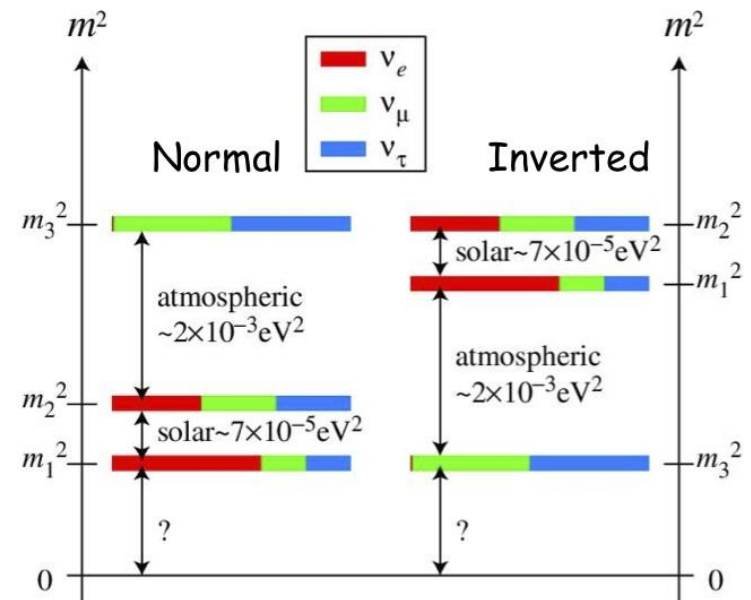 m²
m²
νe
νμ
ντ
Normal
Inverted
m₃²
m₂²
solar~7×10⁻⁵eV²
m₁²
atmospheric
~2×10⁻³eV²
atmospheric
~2×10⁻³eV²
m₂²
solar~7×10⁻⁵eV²
m₁²
m₃²
?
?
0
0